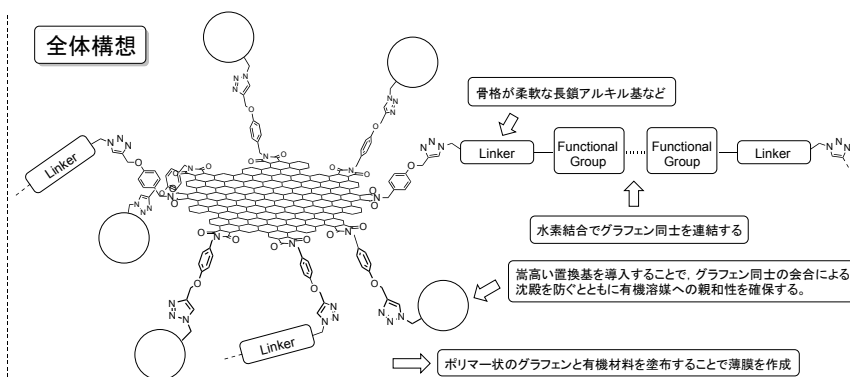 全体構想
骨格が柔軟な長鎖アルキル基など
Linker
Functional
Group
Functional
Group
Linker
Linker
水素結合でグラフェン同士を連結する
嵩高い置換基を導入することで，グラフェン同士の会合による
沈殿を防ぐとともに有機溶媒への親和性を確保する。
Linker
ポリマー状のグラフェンと有機材料を塗布することで薄膜を作成